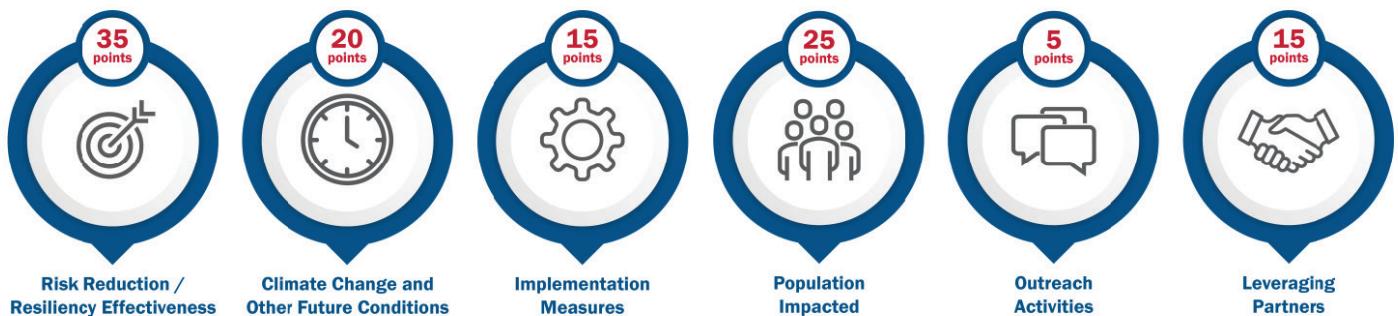 35
points
Risk Reduction /
Resiliency Effectiveness
20
points
Climate Change and
Other Future Conditions
15
points
Implementation
Measures
25
points
Population
Impacted
5
points
Outreach
Activities
15
points
Leveraging
Partners